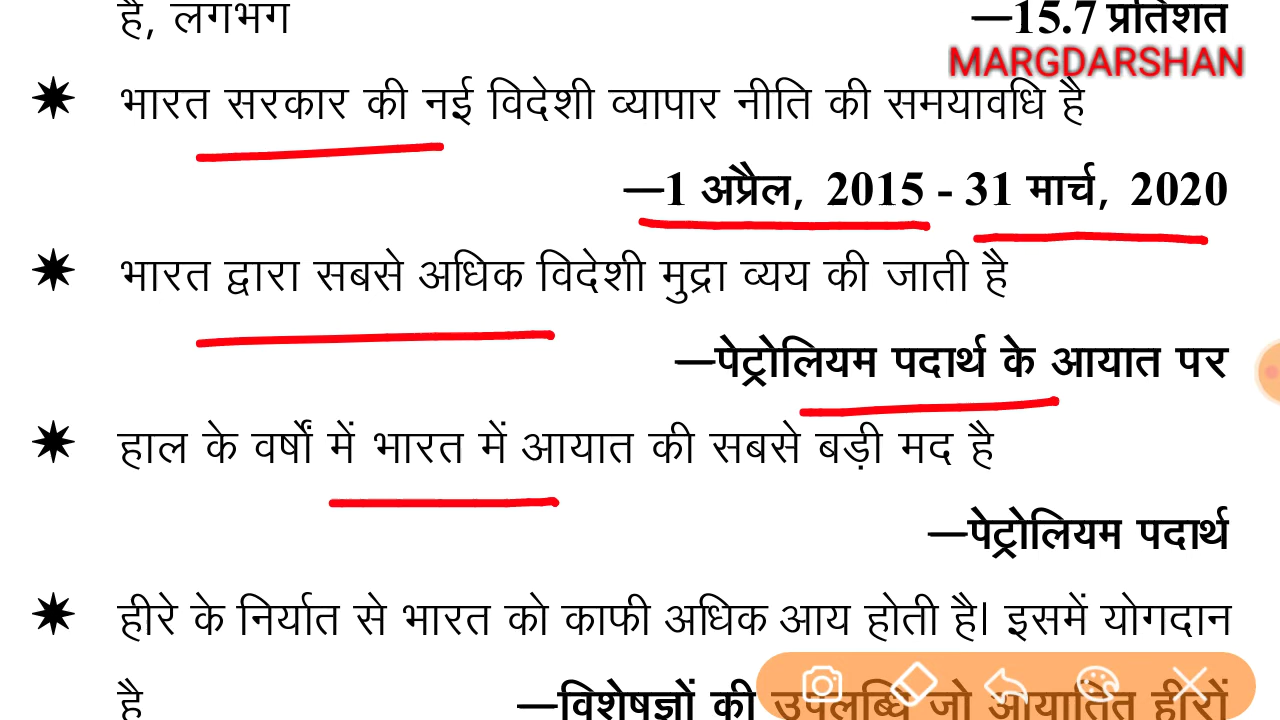 है, लगभग —15.7 प्रतिशत
MARGDARSHAN
✷ भारत सरकार की नई विदेशी व्यापार नीति की समयावधि है
—1 अप्रैल, 2015 - 31 मार्च, 2020
✷ भारत द्वारा सबसे अधिक विदेशी मुद्रा व्यय की जाती है
—पेट्रोलियम पदार्थ के आयात पर
✷ हाल के वर्षों में भारत में आयात की सबसे बड़ी मद है
—पेट्रोलियम पदार्थ
✷ हीरे के निर्यात से भारत को काफी अधिक आय होती है। इसमें योगदान
है —विशेषज्ञों की उपलब्धि जो आयातित हीरों